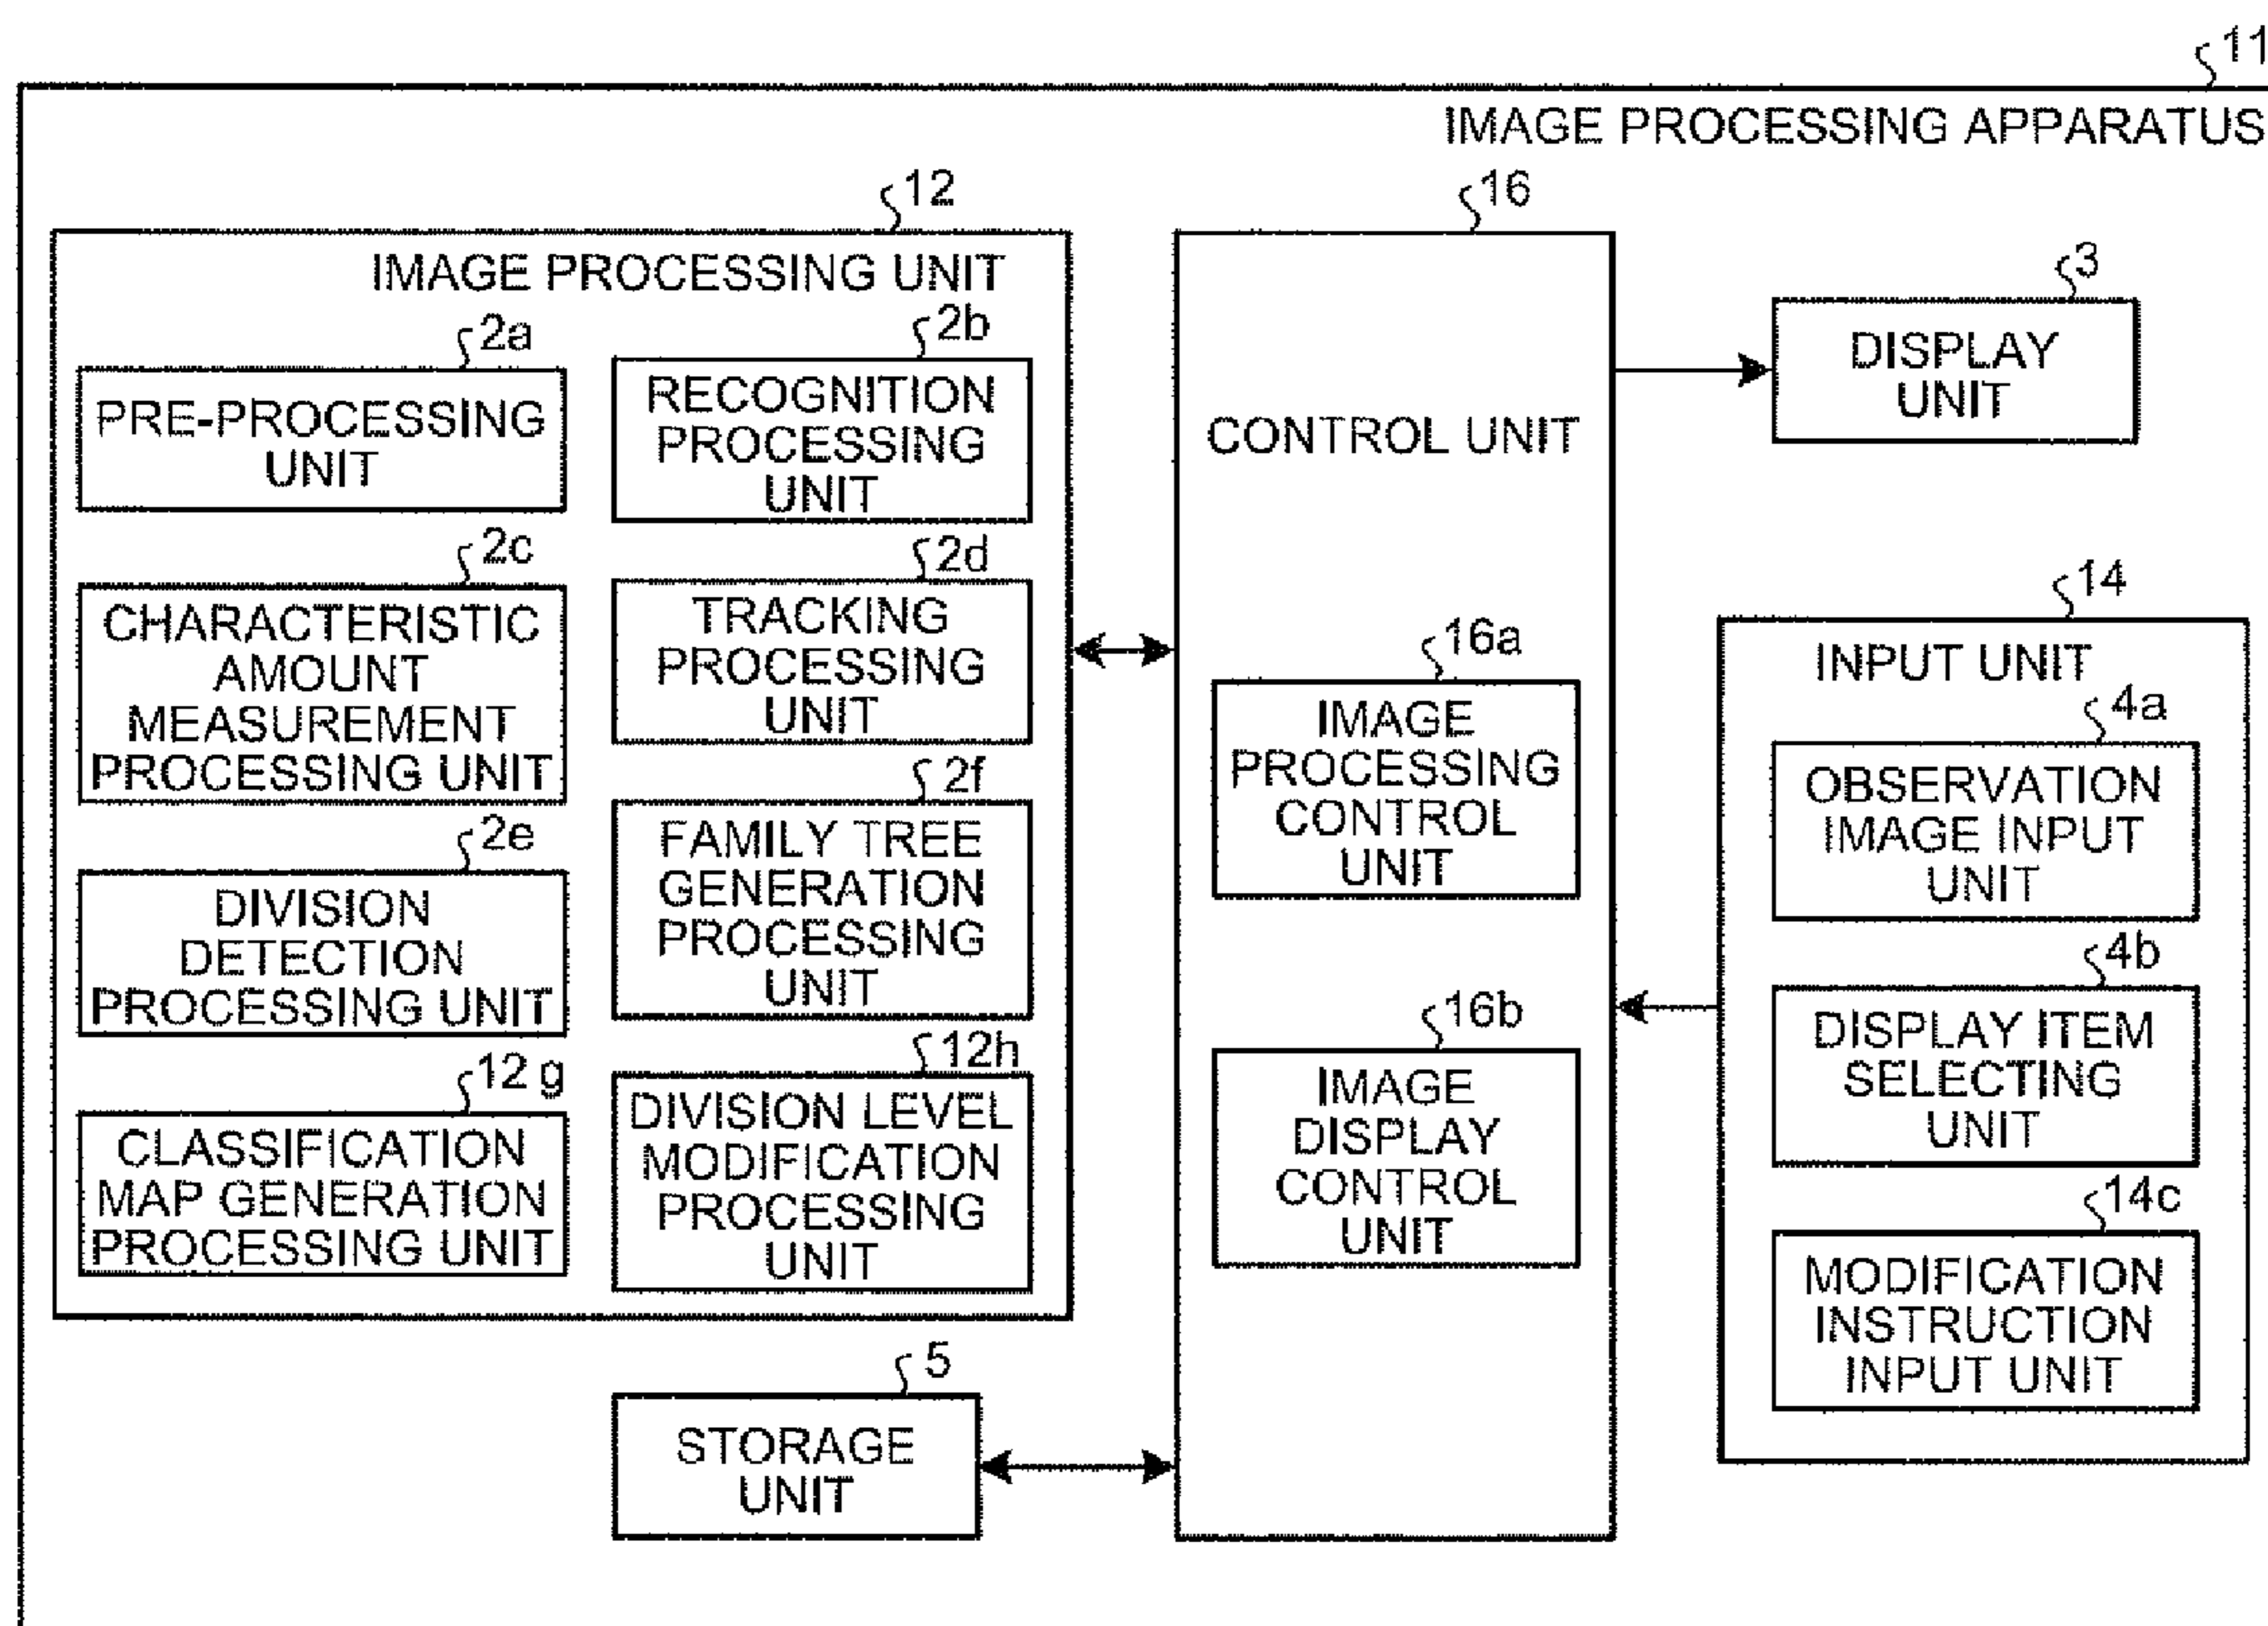 11
IMAGE PROCESSING APPARATUS
12
IMAGE PROCESSING UNIT
2a
PRE-PROCESSING
UNIT
2b
RECOGNITION
PROCESSING
UNIT
2c
CHARACTERISTIC
AMOUNT
MEASUREMENT
PROCESSING UNIT
2d
TRACKING
PROCESSING
UNIT
2e
DIVISION
DETECTION
PROCESSING UNIT
2f
FAMILY TREE
GENERATION
PROCESSING
UNIT
12g
CLASSIFICATION
MAP GENERATION
PROCESSING UNIT
12h
DIVISION LEVEL
MODIFICATION
PROCESSING
UNIT
5
STORAGE
UNIT
16
CONTROL UNIT
16a
IMAGE
PROCESSING
CONTROL
UNIT
16b
IMAGE
DISPLAY
CONTROL
UNIT
3
DISPLAY
UNIT
14
INPUT UNIT
4a
OBSERVATION
IMAGE INPUT
UNIT
4b
DISPLAY ITEM
SELECTING
UNIT
14c
MODIFICATION
INSTRUCTION
INPUT UNIT